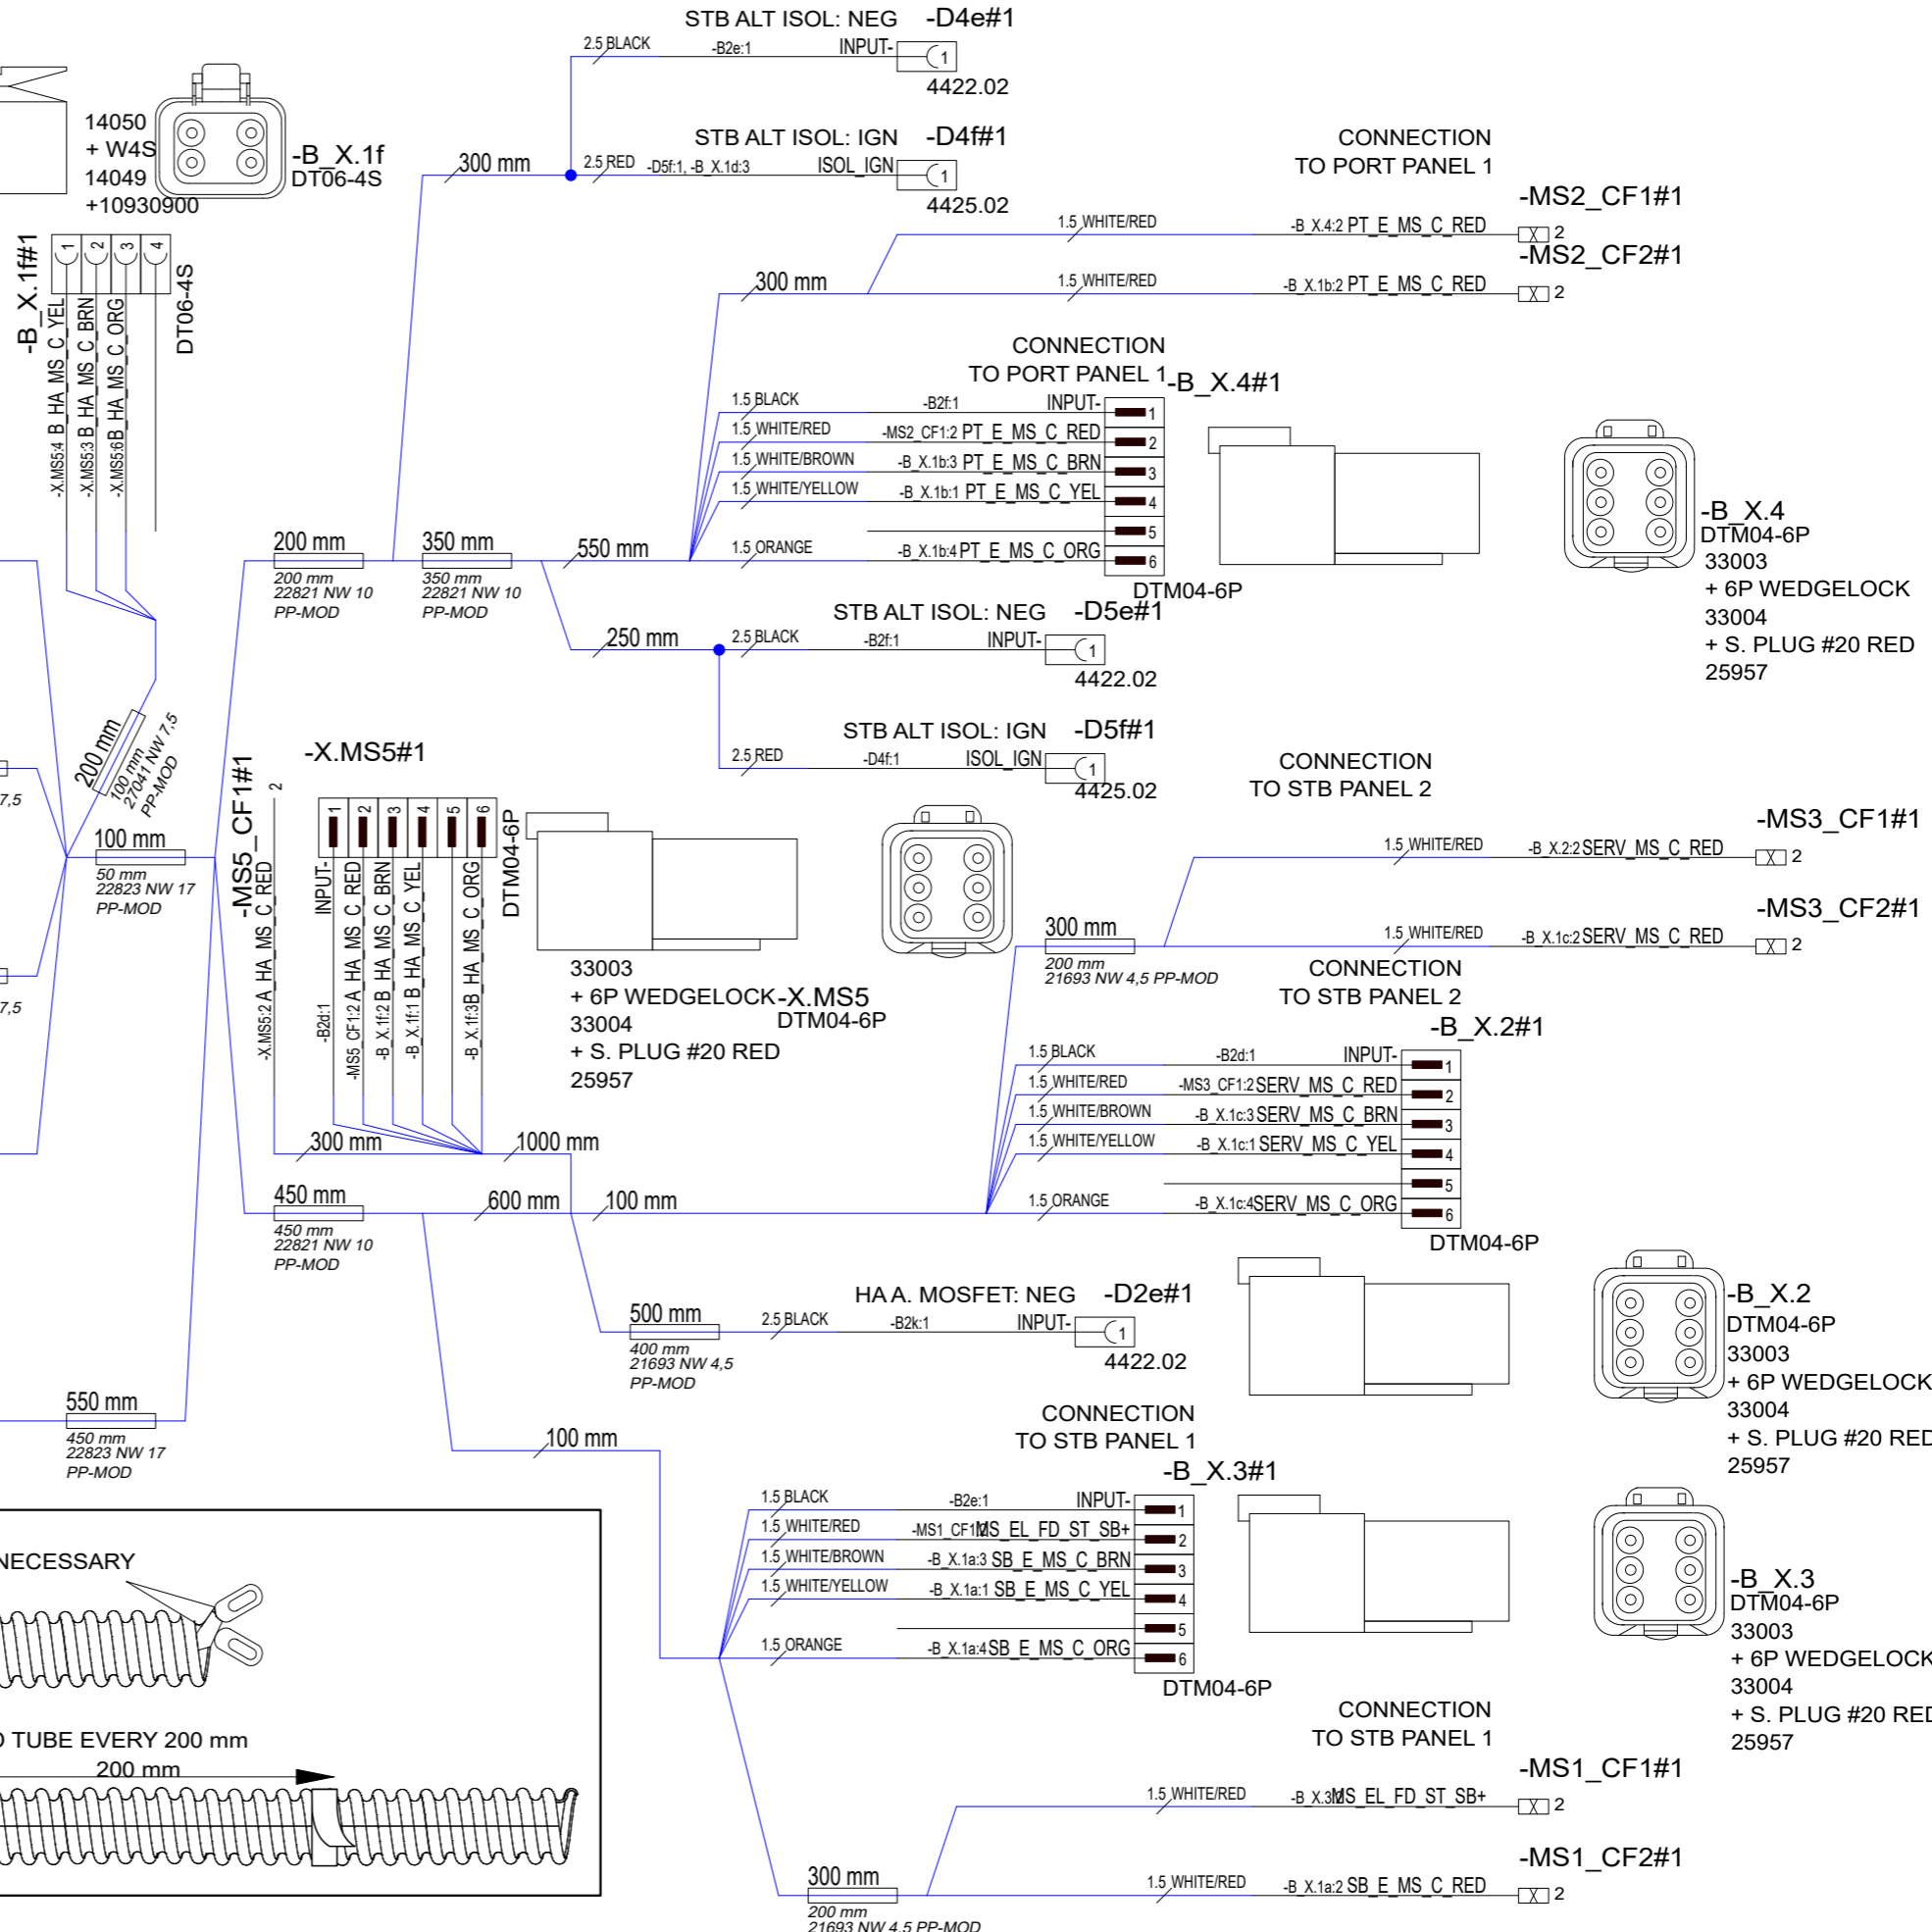 STB ALT ISOL: NEG -D4e#1
2.5 BLACK -B2e:1 INPUT- 1
4422.02
14050
+ W4S
14049
+10930900
-B_X.1f
DT06-4S
300 mm
STB ALT ISOL: IGN -D4f#1
2.5 RED -D5f:1, -B_X.1d:3 ISOL_IGN 1
4425.02
CONNECTION
TO PORT PANEL 1
-MS2_CF1#1
1.5 WHITE/RED -B_X.4:2 PT_E_MS_C_RED 2
-MS2_CF2#1
300 mm
1.5 WHITE/RED -B_X.1b:2 PT_E_MS_C_RED 2
-B_X.1f#1
1 2 3 4
DT06-4S
-X.MS5:4 B_HA_MS_C_YEL
-X.MS5:3 B_HA_MS_C_BRN
-X.MS5:6 B_HA_MS_C_ORG
CONNECTION
TO PORT PANEL 1
-B_X.4#1
1.5 BLACK -B2f:1 INPUT- 1
1.5 WHITE/RED -MS2_CF1:2 PT_E_MS_C_RED 2
1.5 WHITE/BROWN -B_X.1b:3 PT_E_MS_C_BRN 3
1.5 WHITE/YELLOW -B_X.1b:1 PT_E_MS_C_YEL 4
5
1.5 ORANGE -B_X.1b:4 PT_E_MS_C_ORG 6
DTM04-6P
-B_X.4
DTM04-6P
33003
+ 6P WEDGELOCK
33004
+ S. PLUG #20 RED
25957
200 mm
200 mm
22821 NW 10
PP-MOD
350 mm
350 mm
22821 NW 10
PP-MOD
550 mm
STB ALT ISOL: NEG -D5e#1
250 mm
2.5 BLACK -B2f:1 INPUT- 1
4422.02
STB ALT ISOL: IGN -D5f#1
2.5 RED -D4f:1 ISOL_IGN 1
4425.02
200 mm
100 mm
27041 NW 7,5
PP-MOD
7,5
7,5
100 mm
50 mm
22823 NW 17
PP-MOD
-MS5_CF1#1
2
-X.MS5:2 A_HA_MS_C_RED
-X.MS5#1
1 2 3 4 5 6
DTM04-6P
-B2d:1 INPUT-
-MS5_CF1:2 A_HA_MS_C_RED
-B_X.1f:2 B_HA_MS_C_BRN
-B_X.1f:1 B_HA_MS_C_YEL
-B_X.1f:3 B_HA_MS_C_ORG
33003
+ 6P WEDGELOCK
33004
+ S. PLUG #20 RED
25957
-X.MS5
DTM04-6P
CONNECTION
TO STB PANEL 2
-MS3_CF1#1
1.5 WHITE/RED -B_X.2:2 SERV_MS_C_RED 2
-MS3_CF2#1
1.5 WHITE/RED -B_X.1c:2 SERV_MS_C_RED 2
300 mm
200 mm
21693 NW 4,5 PP-MOD
CONNECTION
TO STB PANEL 2
-B_X.2#1
1.5 BLACK -B2d:1 INPUT- 1
1.5 WHITE/RED -MS3_CF1:2 SERV_MS_C_RED 2
1.5 WHITE/BROWN -B_X.1c:3 SERV_MS_C_BRN 3
1.5 WHITE/YELLOW -B_X.1c:1 SERV_MS_C_YEL 4
5
1.5 ORANGE -B_X.1c:4 SERV_MS_C_ORG 6
DTM04-6P
300 mm
1000 mm
450 mm
450 mm
22821 NW 10
PP-MOD
600 mm
100 mm
-B_X.2
DTM04-6P
33003
+ 6P WEDGELOCK
33004
+ S. PLUG #20 RED
25957
HA A. MOSFET: NEG -D2e#1
500 mm
400 mm
21693 NW 4,5
PP-MOD
2.5 BLACK -B2k:1 INPUT- 1
4422.02
550 mm
450 mm
22823 NW 17
PP-MOD
100 mm
CONNECTION
TO STB PANEL 1
-B_X.3#1
1.5 BLACK -B2e:1 INPUT- 1
1.5 WHITE/RED -MS1_CF1:2 MS_EL_FD_ST_SB+ 2
1.5 WHITE/BROWN -B_X.1a:3 SB_E_MS_C_BRN 3
1.5 WHITE/YELLOW -B_X.1a:1 SB_E_MS_C_YEL 4
5
1.5 ORANGE -B_X.1a:4 SB_E_MS_C_ORG 6
DTM04-6P
-B_X.3
DTM04-6P
33003
+ 6P WEDGELOCK
33004
+ S. PLUG #20 RED
25957
NECESSARY
TUBE EVERY 200 mm
200 mm
CONNECTION
TO STB PANEL 1
-MS1_CF1#1
1.5 WHITE/RED -B_X.3:2 MS_EL_FD_ST_SB+ 2
-MS1_CF2#1
1.5 WHITE/RED -B_X.1a:2 SB_E_MS_C_RED 2
300 mm
200 mm
21693 NW 4,5 PP-MOD